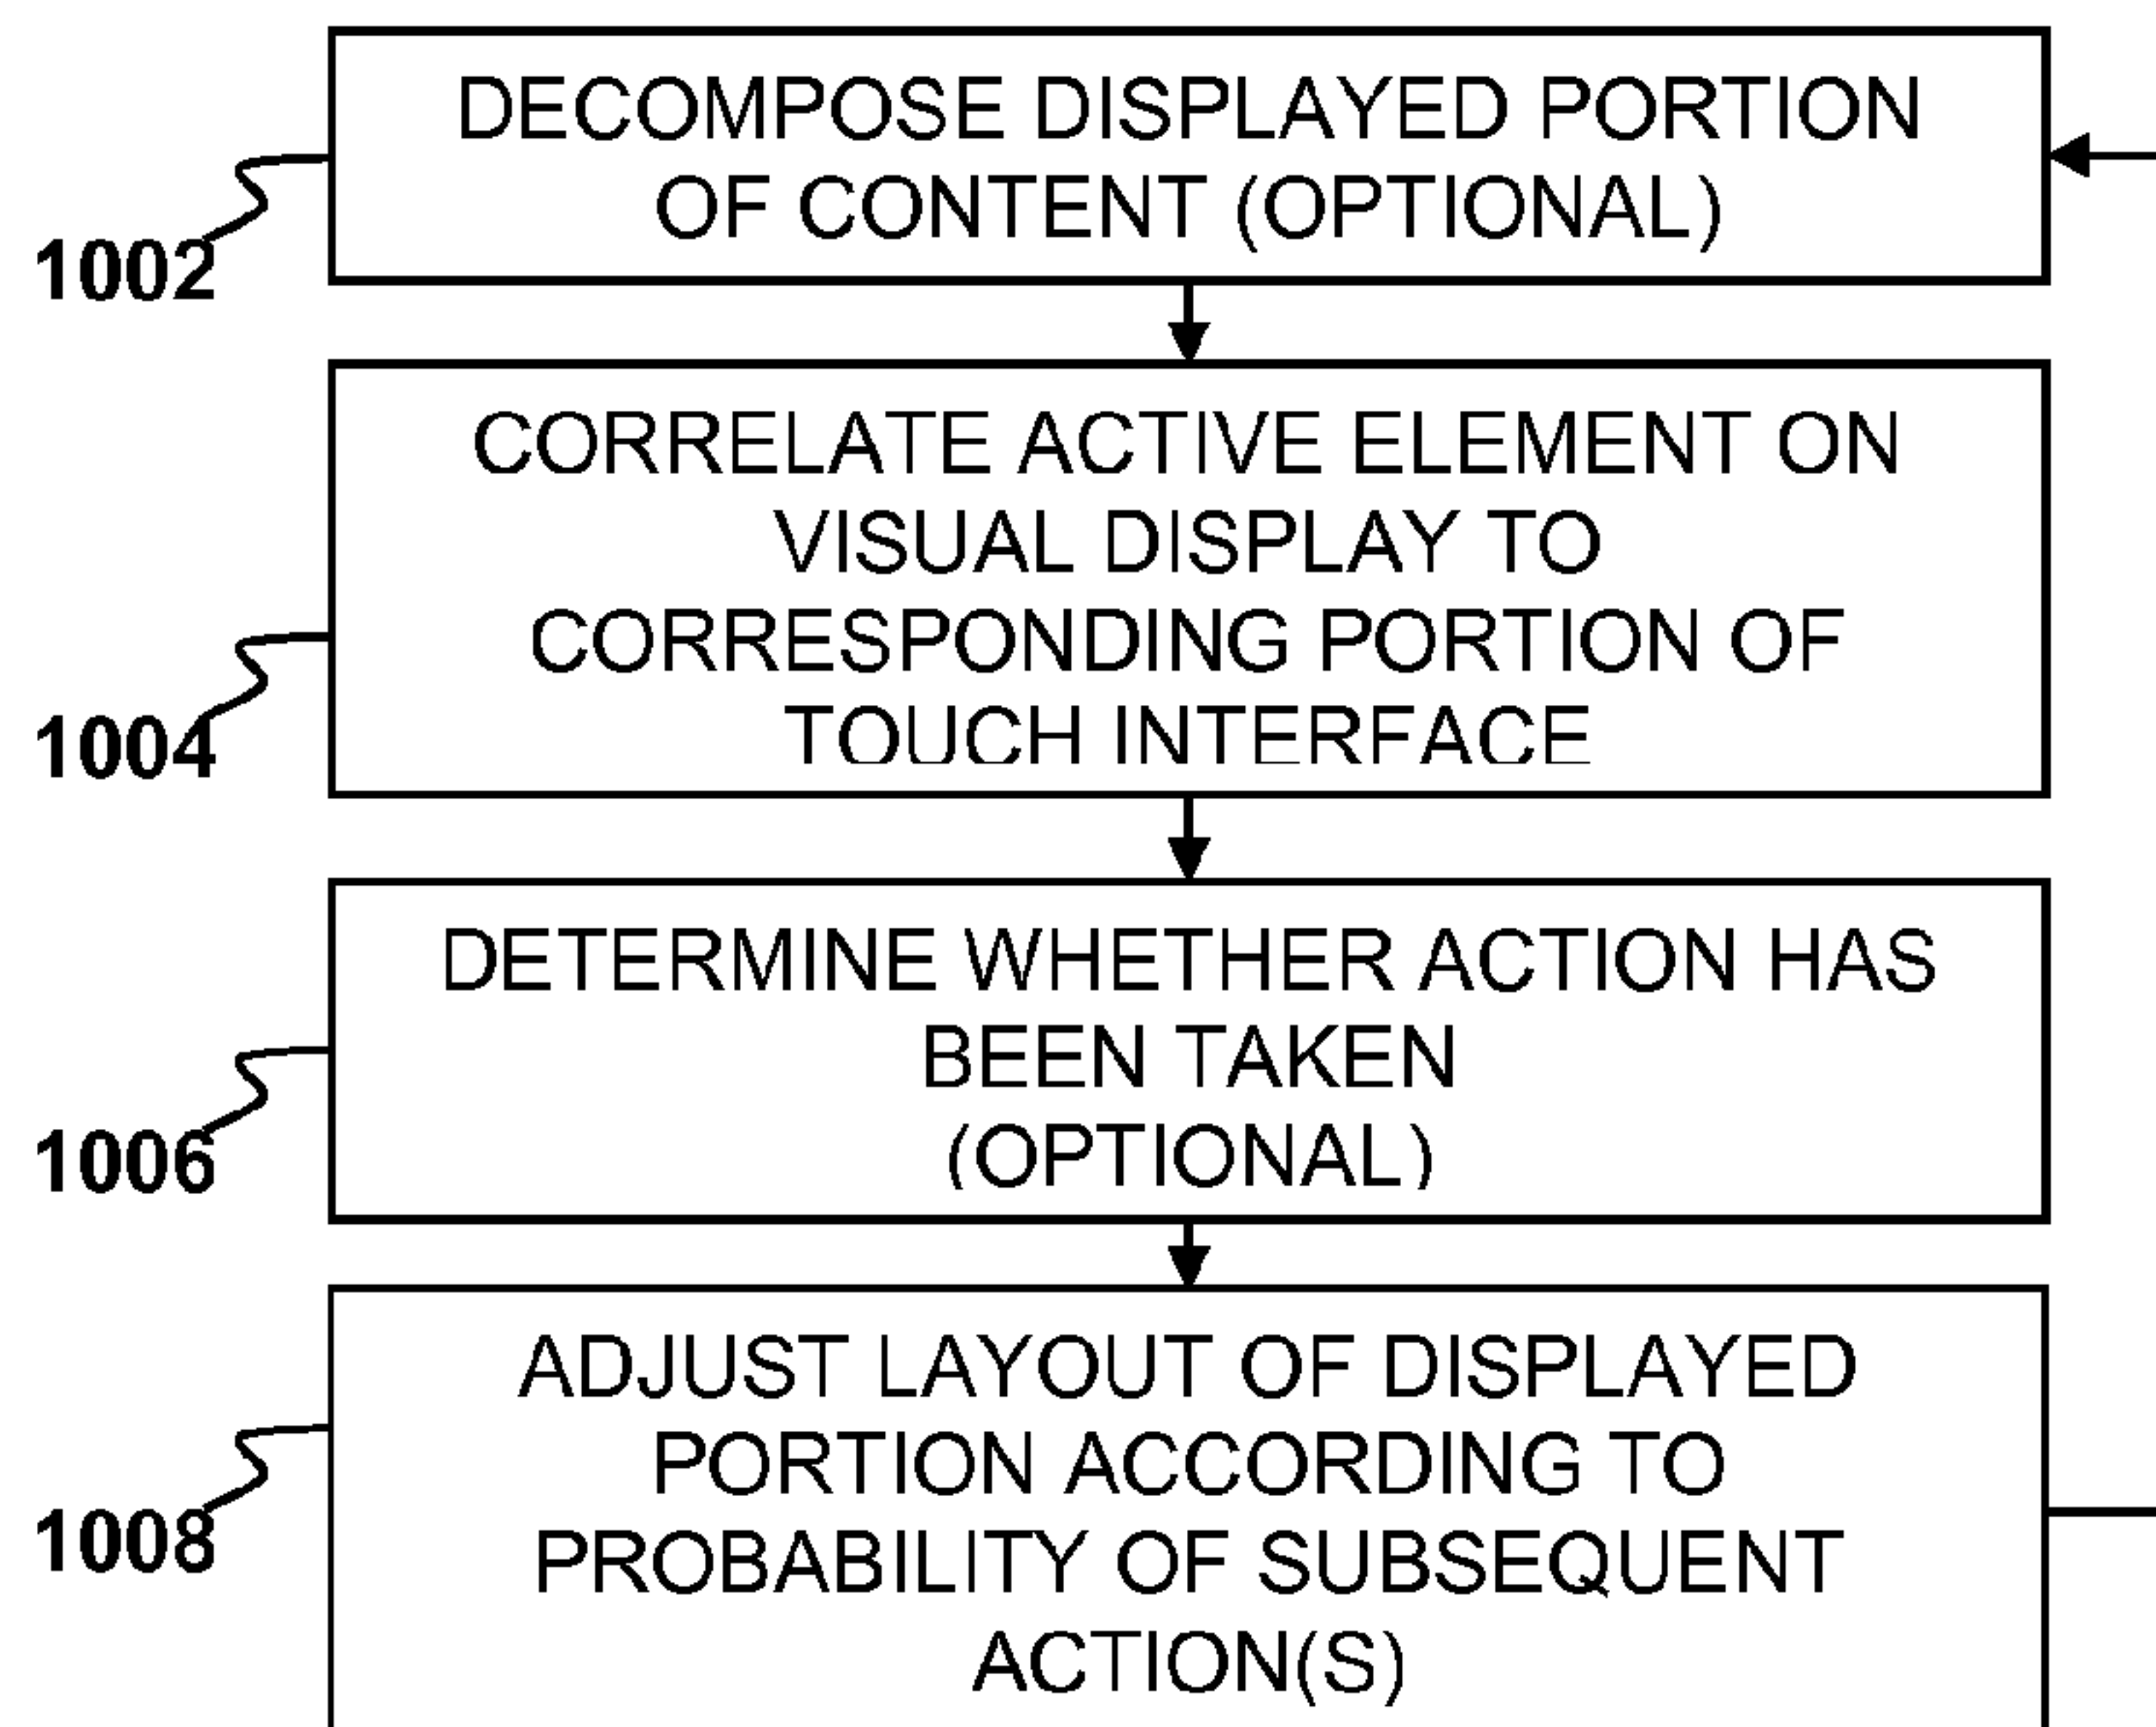 DECOMPOSE DISPLAYED PORTION
OF CONTENT (OPTIONAL)
1002
CORRELATE ACTIVE ELEMENT ON
VISUAL DISPLAY TO
CORRESPONDING PORTION OF
TOUCH INTERFACE
1004
DETERMINE WHETHER ACTION HAS
BEEN TAKEN
(OPTIONAL)
1006
ADJUST LAYOUT OF DISPLAYED
PORTION ACCORDING TO
PROBABILITY OF SUBSEQUENT
ACTION(S)
1008